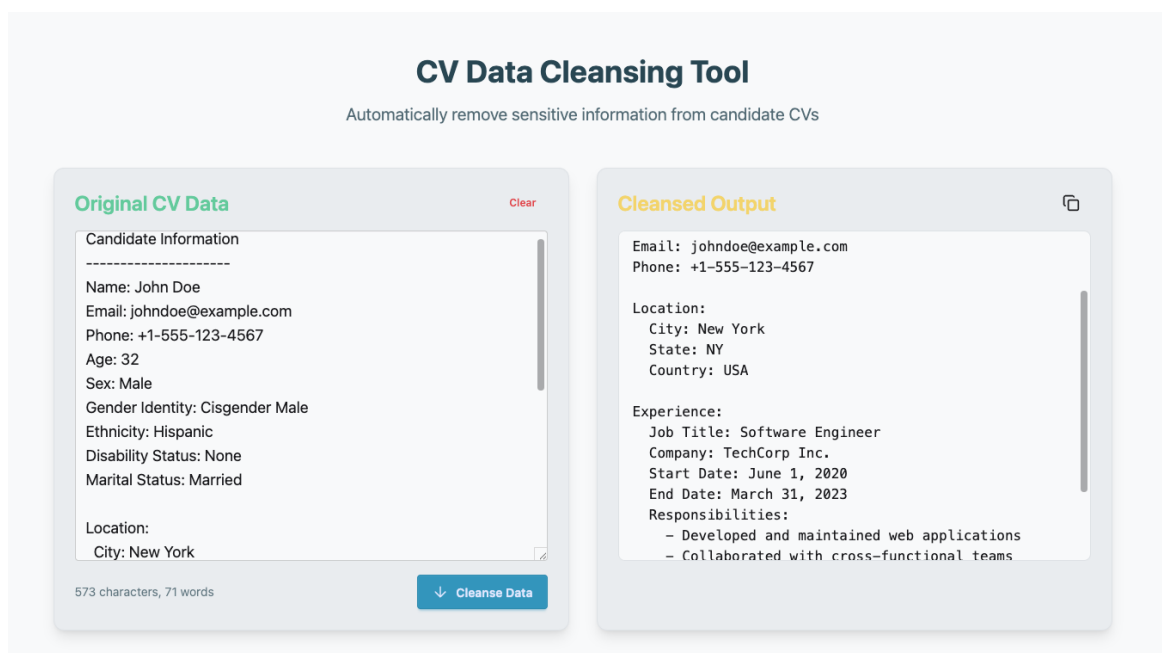 CV Data Cleansing Tool
Automatically remove sensitive information from candidate CVs
Original CV Data
Clear
Candidate Information
---------------------
Name: John Doe
Email: johndoe@example.com
Phone: +1-555-123-4567
Age: 32
Sex: Male
Gender Identity: Cisgender Male
Ethnicity: Hispanic
Disability Status: None
Marital Status: Married
Location:
City: New York
573 characters, 71 words
Cleanse Data
Cleansed Output
Email: johndoe@example.com
Phone: +1-555-123-4567
Location:
City: New York
State: NY
Country: USA
Experience:
Job Title: Software Engineer
Company: TechCorp Inc.
Start Date: June 1, 2020
End Date: March 31, 2023
Responsibilities:
- Developed and maintained web applications
- Collaborated with cross-functional teams